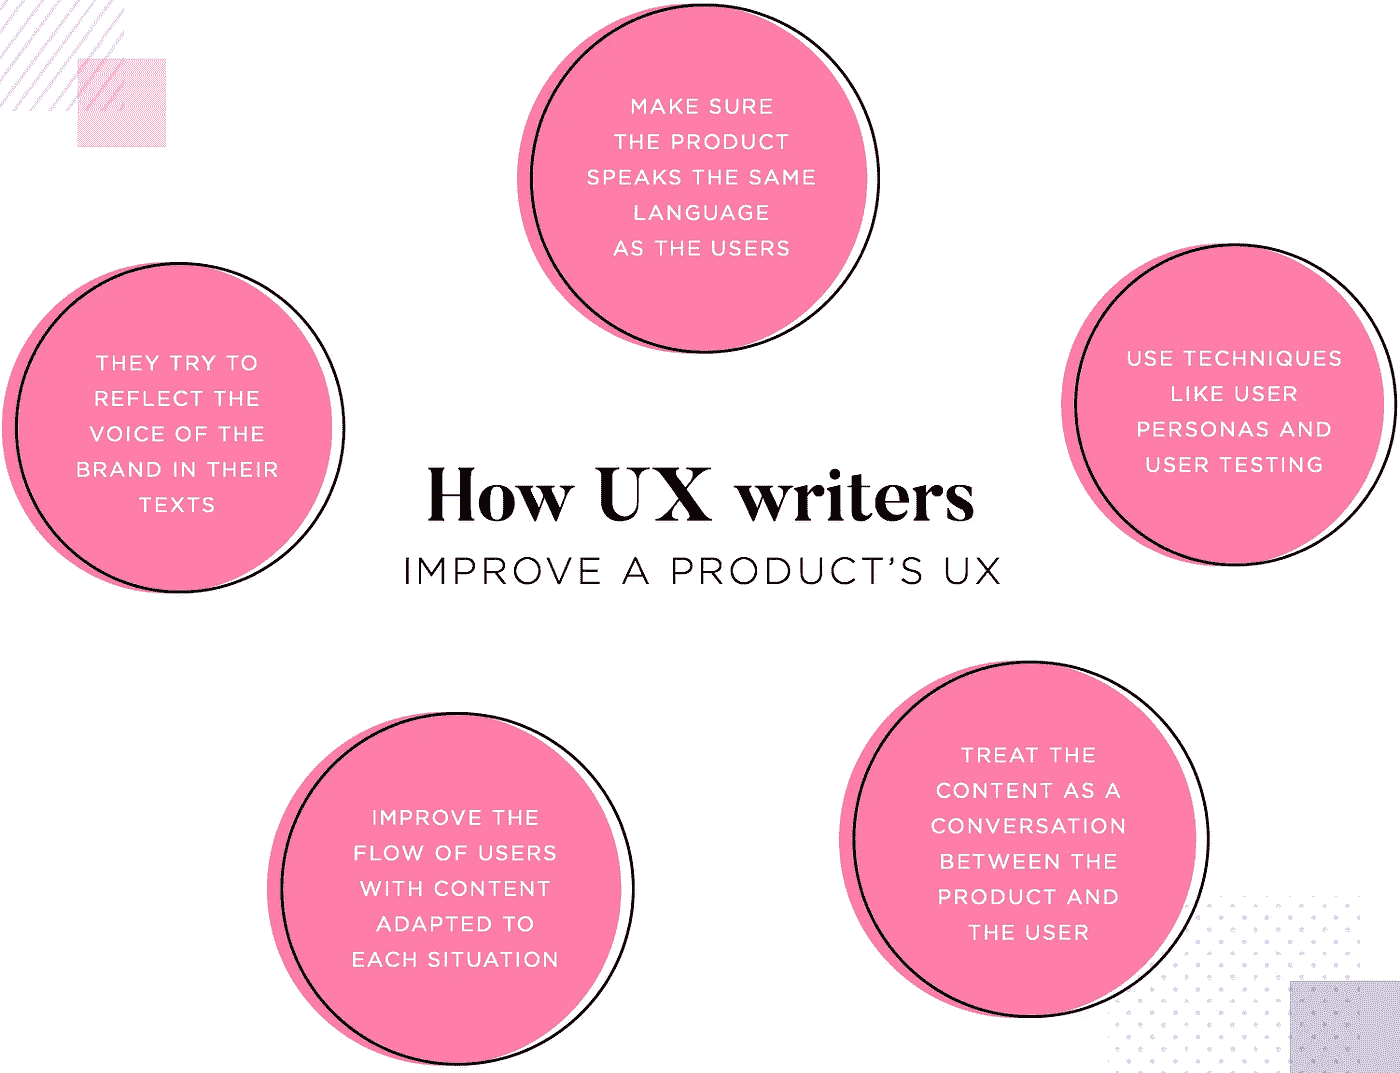 MAKE SURE
THE PRODUCT
SPEAKS THE SAME
LANGUAGE
AS THE USERS
THEY TRY TO
REFLECT THE
VOICE OF THE
BRAND IN THEIR
TEXTS
USE TECHNIQUES
LIKE USER
PERSONAS AND
USER TESTING
How UX writers
IMPROVE A PRODUCT’S UX
IMPROVE THE
FLOW OF USERS
WITH CONTENT
ADAPTED TO
EACH SITUATION
TREAT THE
CONTENT AS A
CONVERSATION
BETWEEN THE
PRODUCT AND
THE USER